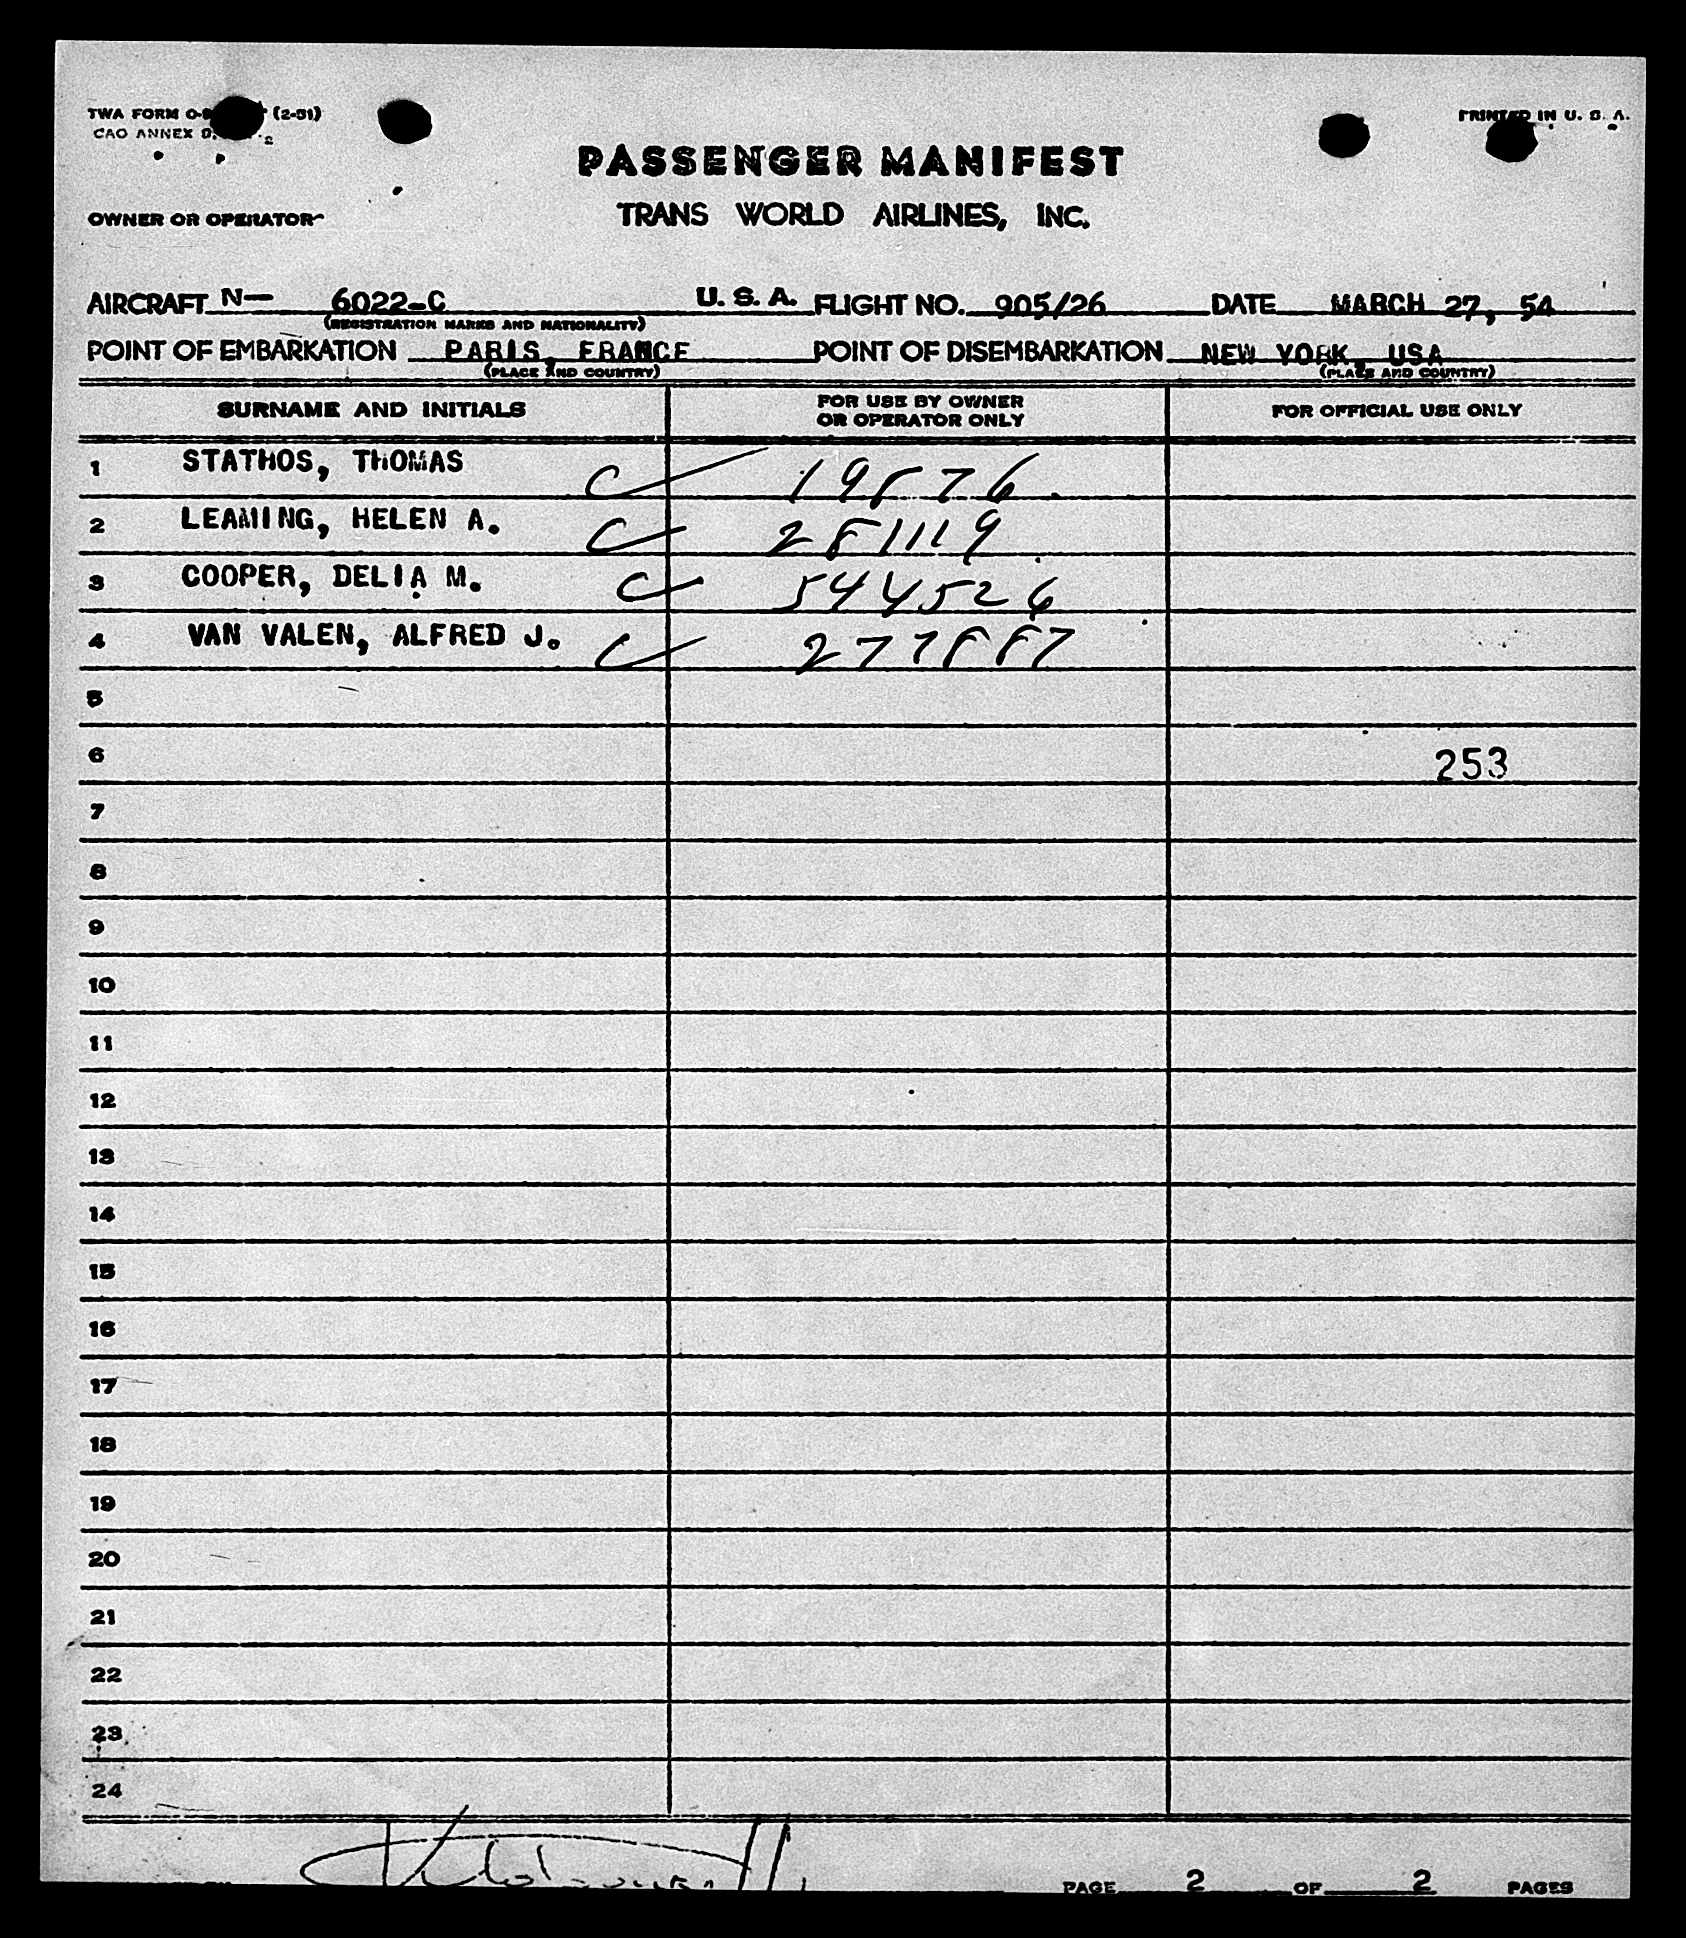 TWA FORM O- (2-51)
PRINTED IN U. S. A.
CAO ANNEX
PASSENGER MANIFEST
OWNER OR OPERATOR
TRANS WORLD AIRLINES, INC.
AIRCRAFT N— 6022-C U. S. A. FLIGHT NO. 905/26 DATE MARCH 27, 54
(REGISTRATION MARKS AND NATIONALITY)
POINT OF EMBARKATION PARIS, FRANCE POINT OF DISEMBARKATION NEW YORK, USA
(PLACE AND COUNTRY) (PLACE AND COUNTRY)
SURNAME AND INITIALS FOR USE BY OWNER OR OPERATOR ONLY FOR OFFICIAL USE ONLY
1 STATHOS, THOMAS C 19876
2 LEAMING, HELEN A. C 281119
3 COOPER, DELIA M. C 544526
4 VAN VALEN, ALFRED J. C 277887
5
6 253
7
8
9
10
11
12
13
14
15
16
17
18
19
20
21
22
23
24
PAGE 2 OF 2 PAGES